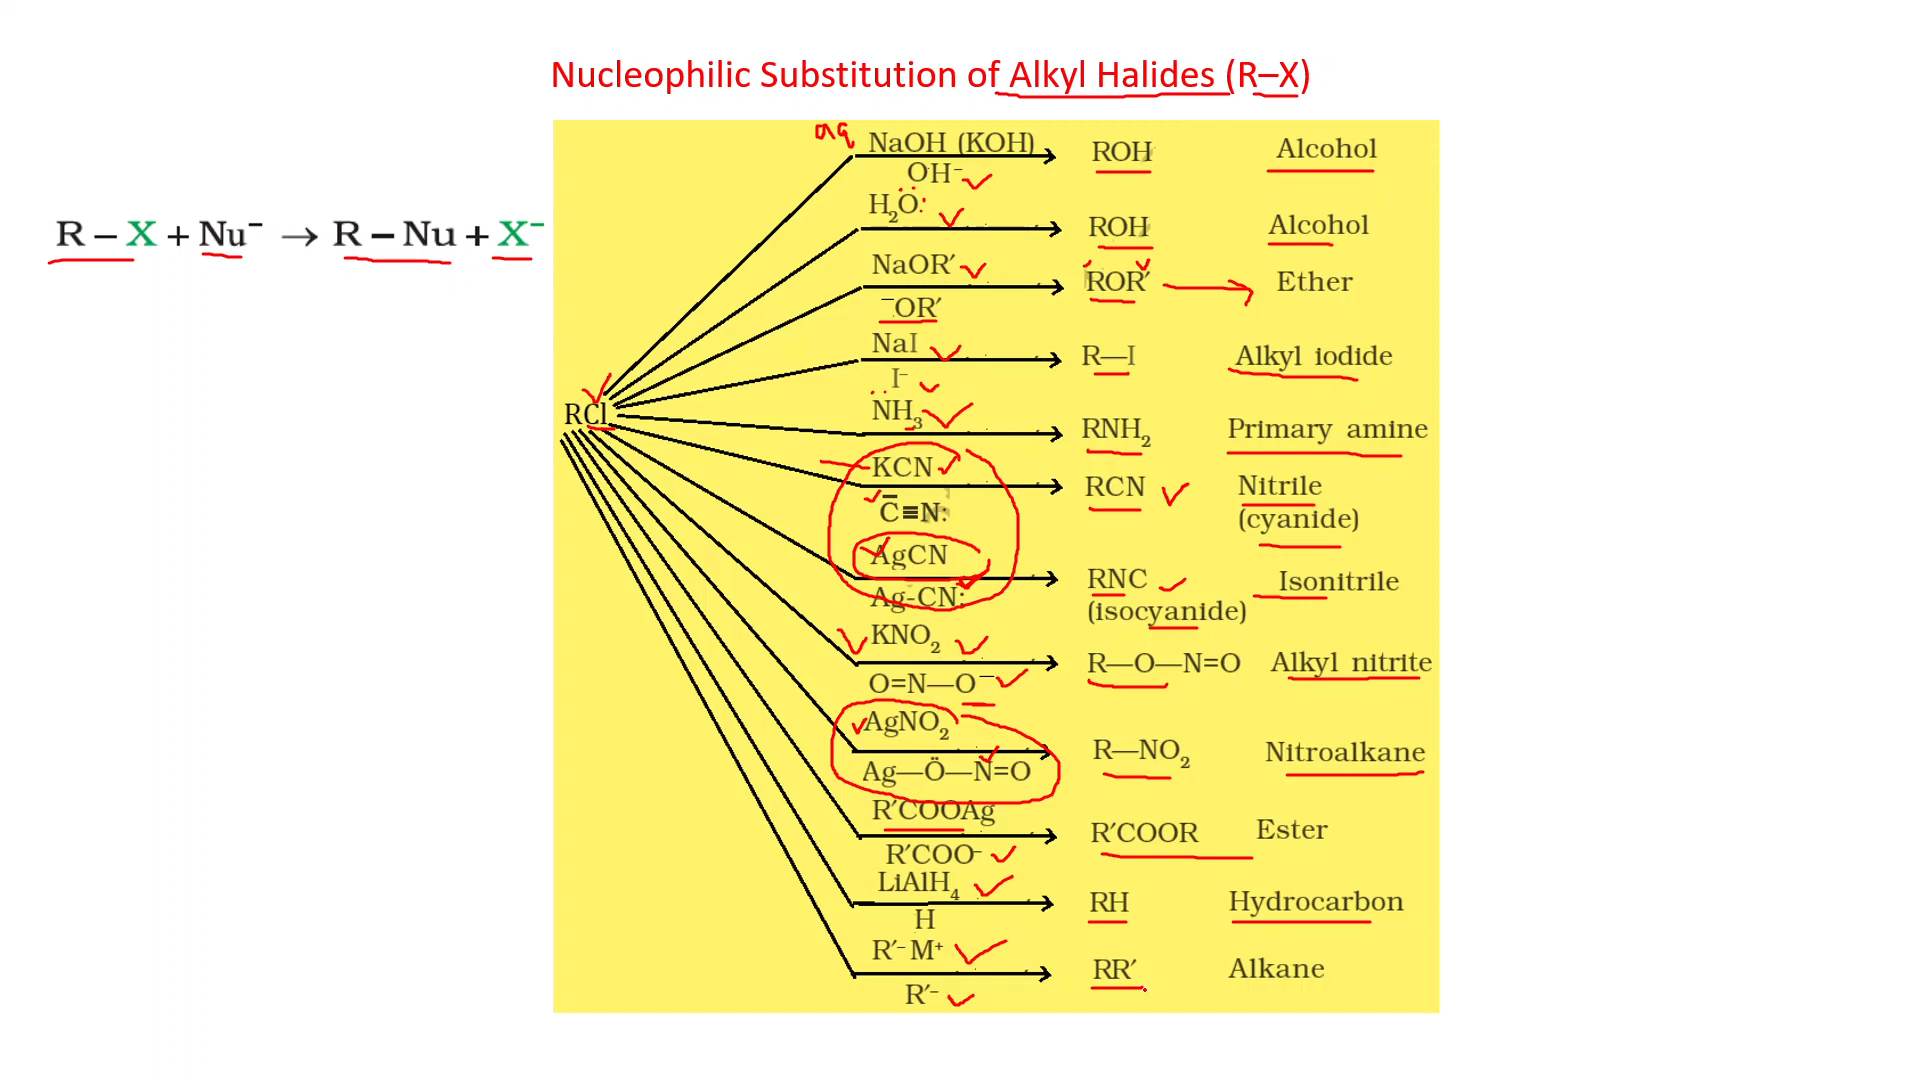 Nucleophilic Substitution of Alkyl Halides (R–X)
R – X + Nu⁻ → R – Nu + X⁻
RCl
aq NaOH (KOH) ROH Alcohol
OH⁻
H₂O: ROH Alcohol
NaOR′ ROR′ Ether
⁻OR′
NaI R—I Alkyl iodide
I⁻
NH₃ RNH₂ Primary amine
KCN RCN Nitrile
(cyanide)
C̄≡N:
AgCN RNC Isonitrile
Ag-CN: (isocyanide)
KNO₂ R—O—N=O Alkyl nitrite
O=N—O⁻
AgNO₂ R—NO₂ Nitroalkane
Ag—Ö—N̈=O
R′COOAg R′COOR Ester
R′COO⁻
LiAlH₄ RH Hydrocarbon
H
R′⁻ M⁺ RR′ Alkane
R′⁻